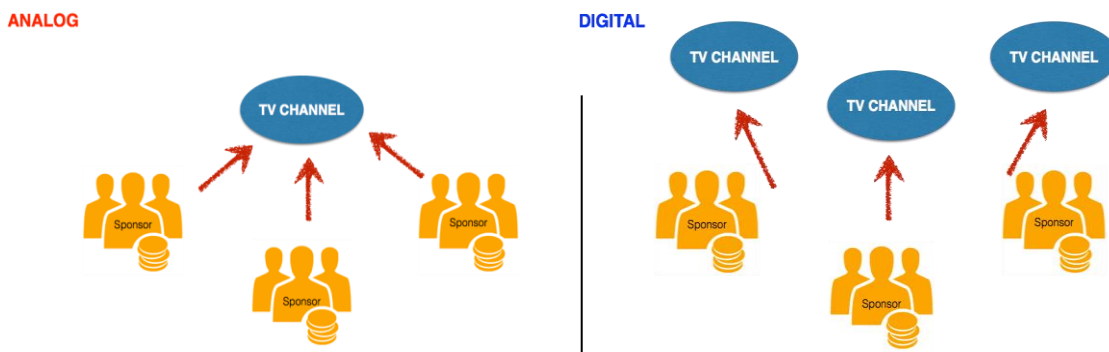 ANALOG
TV CHANNEL
Sponsor
Sponsor
Sponsor
DIGITAL
TV CHANNEL
TV CHANNEL
TV CHANNEL
Sponsor
Sponsor
Sponsor